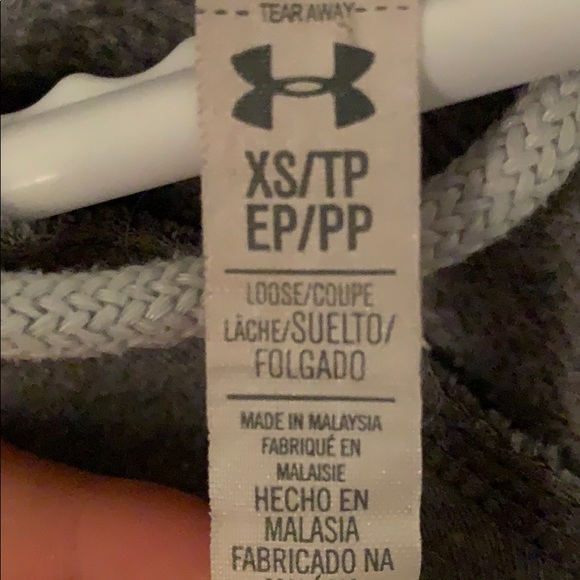 TEAR AWAY
XS/TP
EP/PP
LOOSE/COUPE
LÂCHE/SUELTO/
FOLGADO
MADE IN MALAYSIA
FABRIQUÉ EN
MALAISIE
HECHO EN
MALASIA
FABRICADO NA